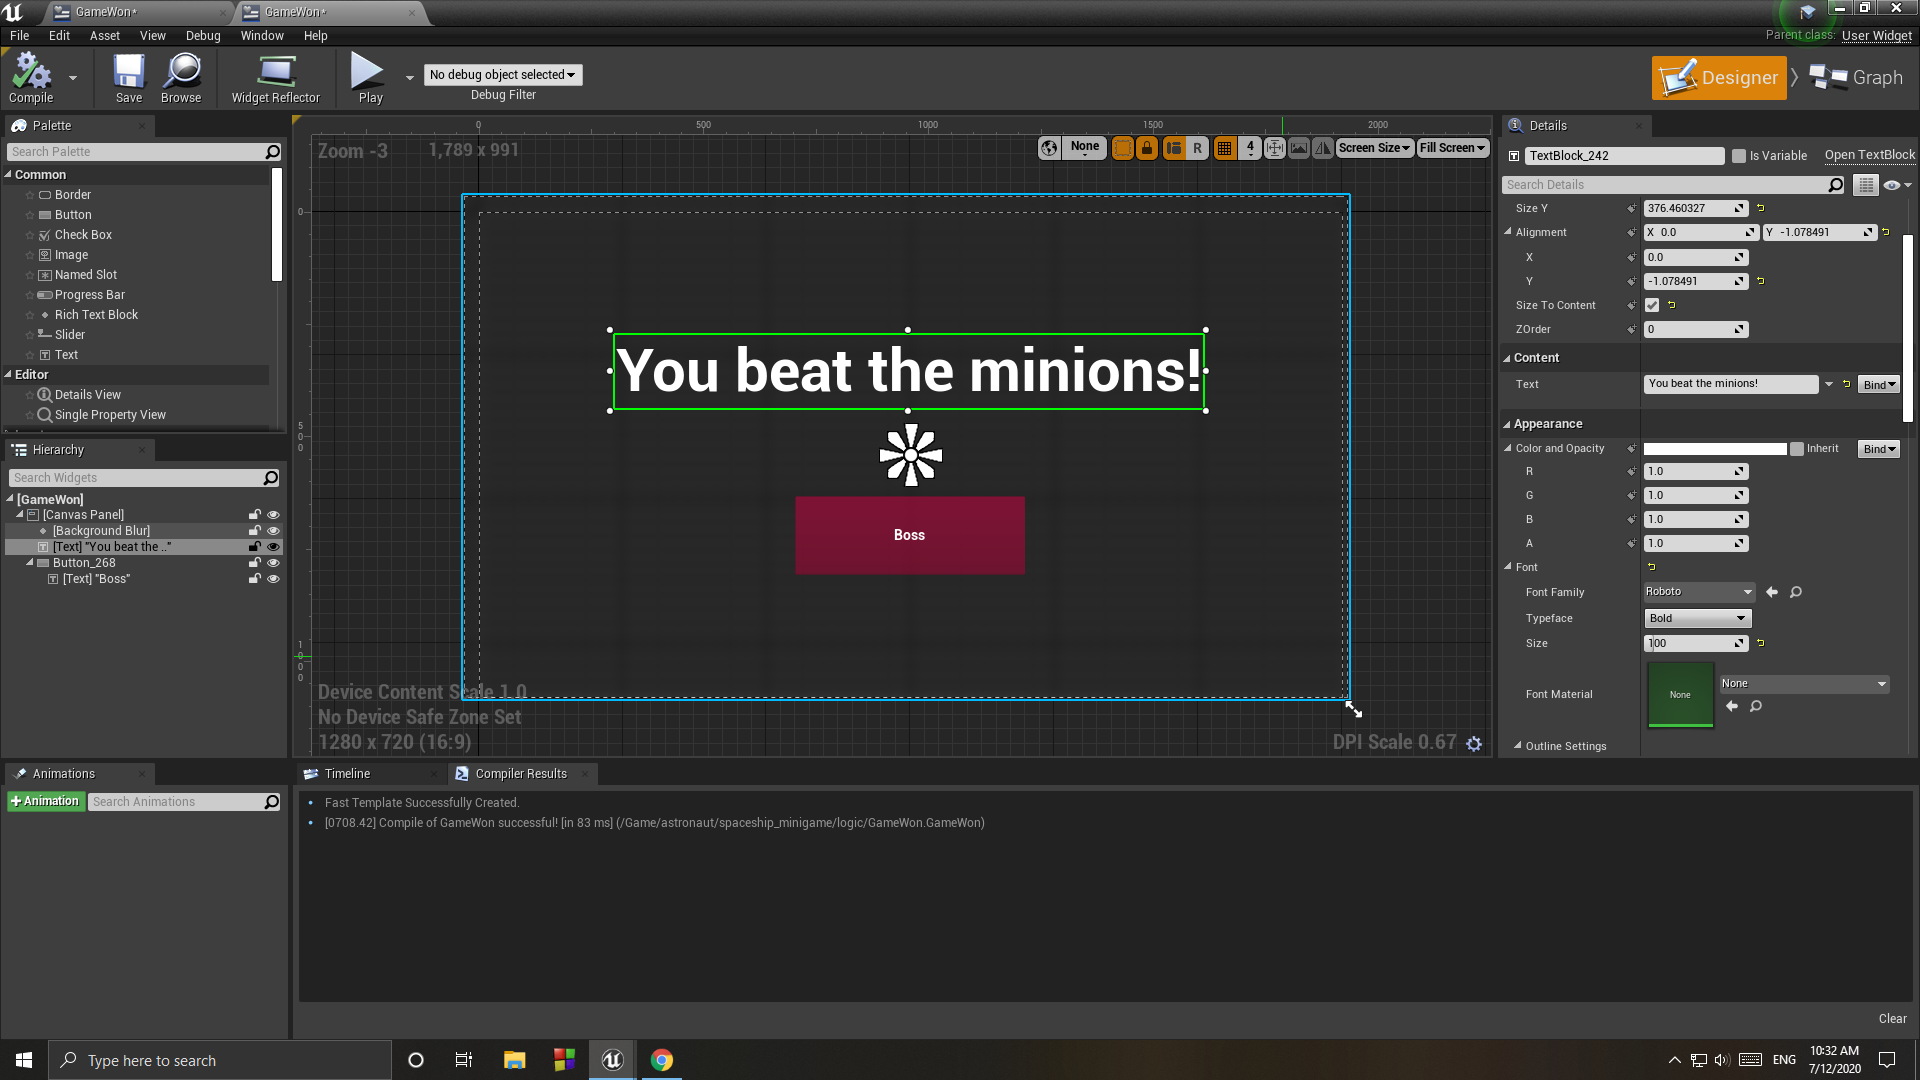 GameWon*
GameWon*
File Edit Asset View Debug Window Help
Parent class: User Widget
Compile Save Browse Widget Reflector Play
No debug object selected
Debug Filter
Designer Graph
Palette
Search Palette
Common
Border
Button
Check Box
Image
Named Slot
Progress Bar
Rich Text Block
Slider
Text
Editor
Details View
Single Property View
Hierarchy
Search Widgets
[GameWon]
[Canvas Panel]
[Background Blur]
[Text] "You beat the .."
Button_268
[Text] "Boss"
0 500 1000 1500 2000
0
500
1000
Zoom -3
1,789 x 991
None
R
4
Screen Size
Fill Screen
You beat the minions!
Boss
Device Content Scale 1.0
No Device Safe Zone Set
1280 x 720 (16:9)
DPI Scale 0.67
Details
TextBlock_242
Is Variable
Open TextBlock
Search Details
Size Y 376.460327
Alignment X 0.0 Y -1.078491
X 0.0
Y -1.078491
Size To Content
ZOrder 0
Content
Text You beat the minions! Bind
Appearance
Color and Opacity Inherit Bind
R 1.0
G 1.0
B 1.0
A 1.0
Font
Font Family Roboto
Typeface Bold
Size 100
Font Material None None
Outline Settings
Animations
+ Animation
Search Animations
Timeline
Compiler Results
• Fast Template Successfully Created.
• [0708.42] Compile of GameWon successful! [in 83 ms] (/Game/astronaut/spaceship_minigame/logic/GameWon.GameWon)
Clear
Type here to search
ENG
10:32 AM
7/12/2020